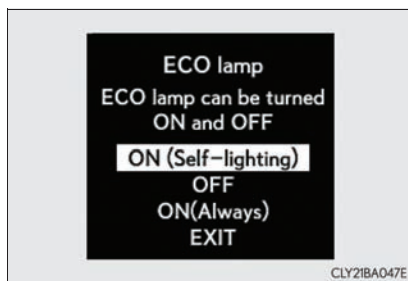 ECO lamp
ECO lamp can be turned
ON and OFF
ON (Self-lighting)
OFF
ON(Always)
EXIT
CLY21BA047E